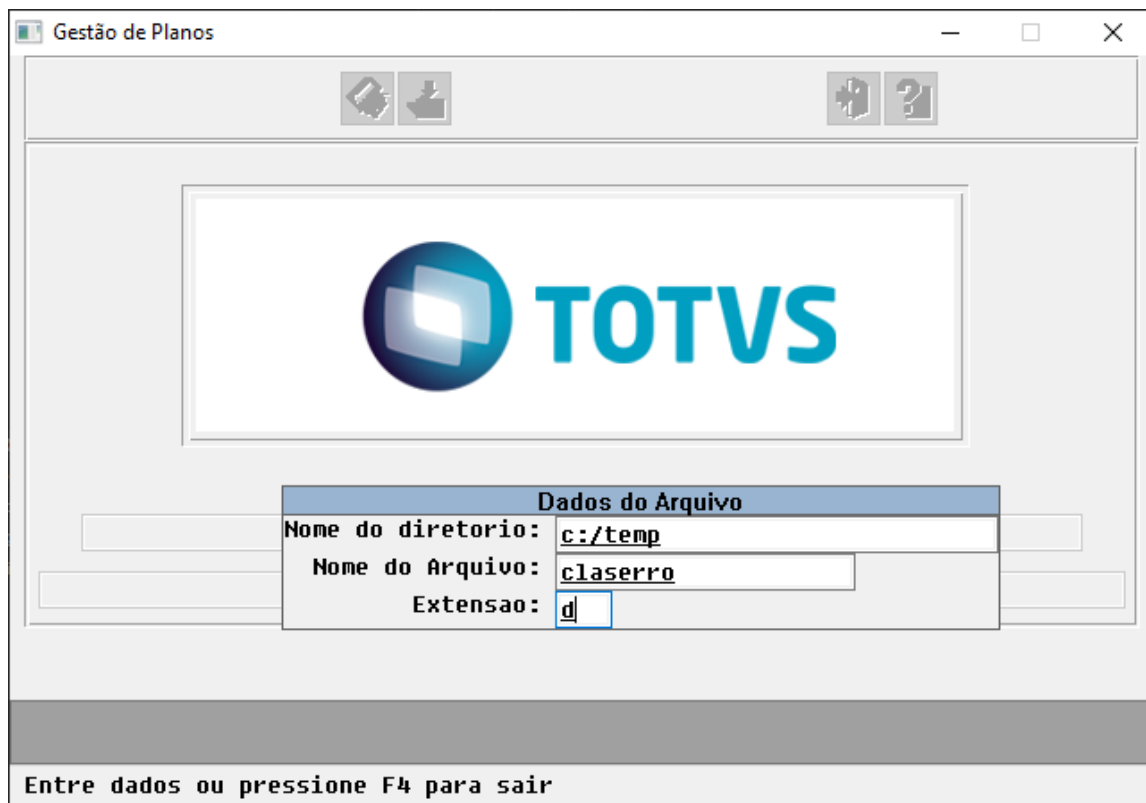 Gestão de Planos
TOTVS
Dados do Arquivo
Nome do diretorio: c:/temp
Nome do Arquivo: claserro
Extensao: d
Entre dados ou pressione F4 para sair